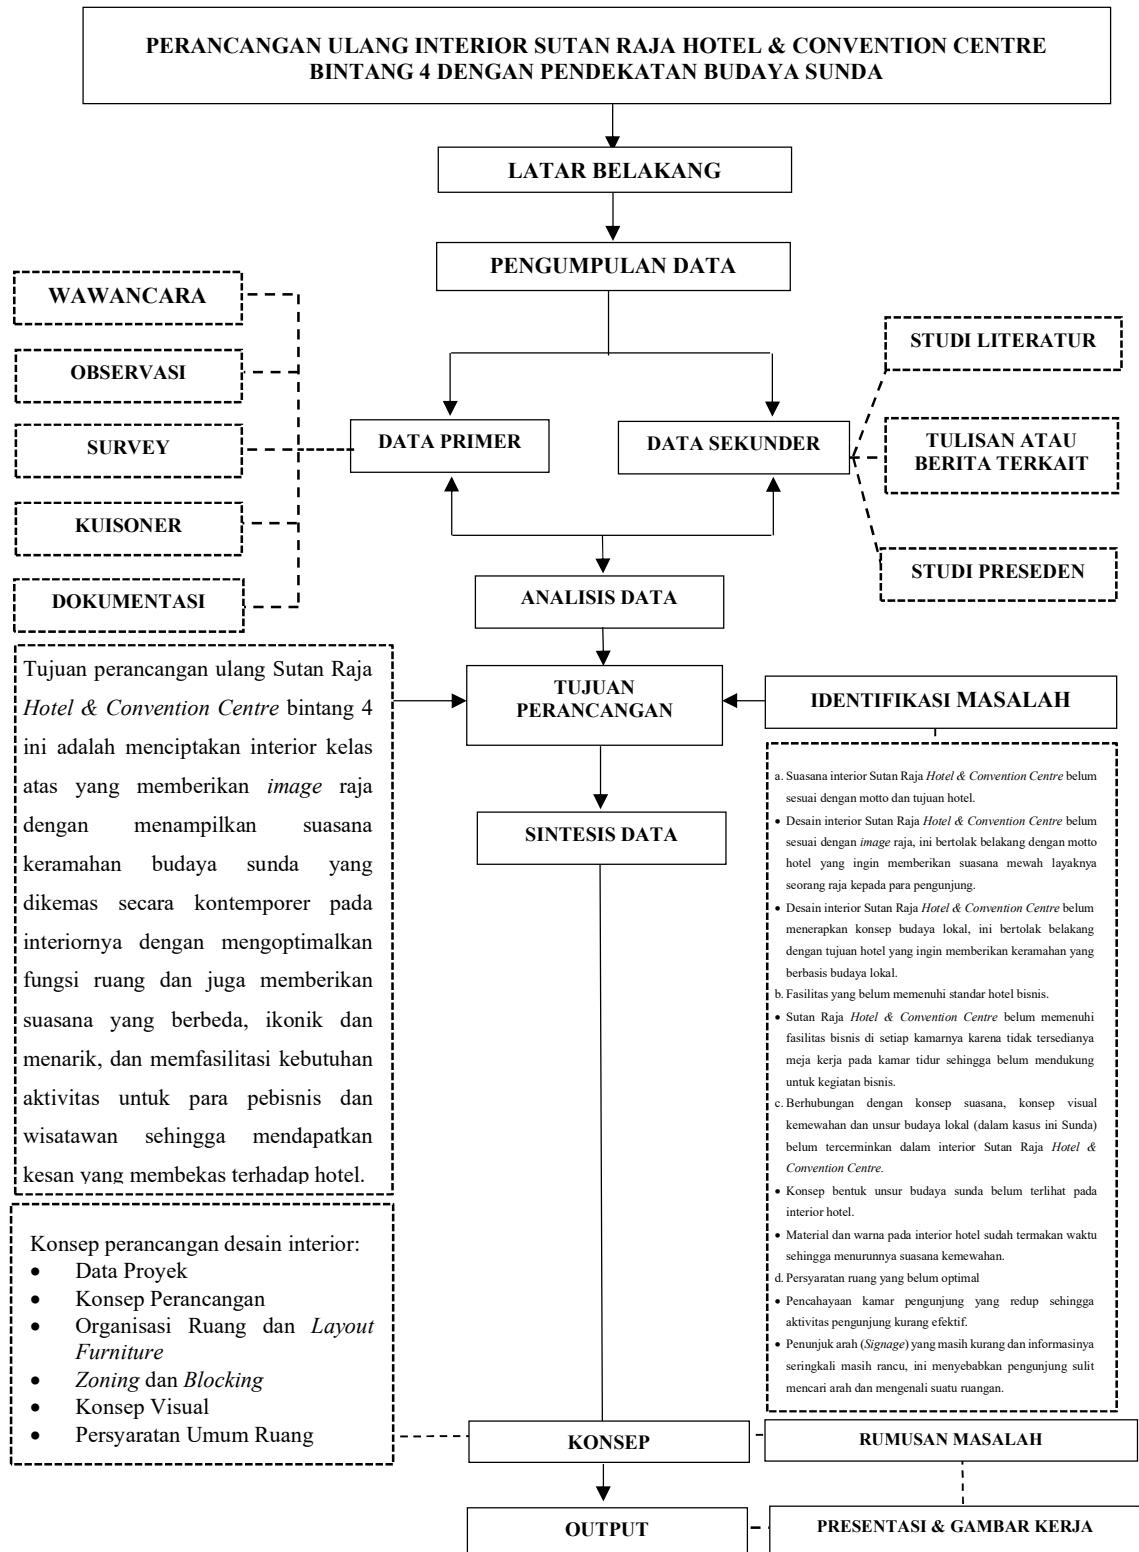 PERANCANGAN ULANG INTERIOR SUTAN RAJA HOTEL & CONVENTION CENTRE
BINTANG 4 DENGAN PENDEKATAN BUDAYA SUNDA
LATAR BELAKANG
PENGUMPULAN DATA
WAWANCARA
OBSERVASI
SURVEY
KUISONER
DOKUMENTASI
DATA PRIMER
DATA SEKUNDER
STUDI LITERATUR
TULISAN ATAU
BERITA TERKAIT
STUDI PRESEDEN
ANALISIS DATA
Tujuan perancangan ulang Sutan Raja
Hotel & Convention Centre bintang 4
ini adalah menciptakan interior kelas
atas yang memberikan image raja
dengan menampilkan suasana
keramahan budaya sunda yang
dikemas secara kontemporer pada
interiornya dengan mengoptimalkan
fungsi ruang dan juga memberikan
suasana yang berbeda, ikonik dan
menarik, dan memfasilitasi kebutuhan
aktivitas untuk para pebisnis dan
wisatawan sehingga mendapatkan
kesan yang membekas terhadap hotel.
TUJUAN
PERANCANGAN
IDENTIFIKASI MASALAH
SINTESIS DATA
a. Suasana interior Sutan Raja Hotel & Convention Centre belum
sesuai dengan motto dan tujuan hotel.
• Desain interior Sutan Raja Hotel & Convention Centre belum
sesuai dengan image raja, ini bertolak belakang dengan motto
hotel yang ingin memberikan suasana mewah layaknya
seorang raja kepada para pengunjung.
• Desain interior Sutan Raja Hotel & Convention Centre belum
menerapkan konsep budaya lokal, ini bertolak belakang
dengan tujuan hotel yang ingin memberikan keramahan yang
berbasis budaya lokal.
b. Fasilitas yang belum memenuhi standar hotel bisnis.
• Sutan Raja Hotel & Convention Centre belum memenuhi
fasilitas bisnis di setiap kamarnya karena tidak tersedianya
meja kerja pada kamar tidur sehingga belum mendukung
untuk kegiatan bisnis.
c. Berhubungan dengan konsep suasana, konsep visual
kemewahan dan unsur budaya lokal (dalam kasus ini Sunda)
belum tercerminkan dalam interior Sutan Raja Hotel &
Convention Centre.
• Konsep bentuk unsur budaya sunda belum terlihat pada
interior hotel.
• Material dan warna pada interior hotel sudah termakan waktu
sehingga menurunnya suasana kemewahan.
d. Persyaratan ruang yang belum optimal
• Pencahayaan kamar pengunjung yang redup sehingga
aktivitas pengunjung kurang efektif.
• Penunjuk arah (Signage) yang masih kurang dan informasinya
seringkali masih rancu, ini menyebabkan pengunjung sulit
mencari arah dan mengenali suatu ruangan.
Konsep perancangan desain interior:
• Data Proyek
• Konsep Perancangan
• Organisasi Ruang dan Layout
Furniture
• Zoning dan Blocking
• Konsep Visual
• Persyaratan Umum Ruang
KONSEP
RUMUSAN MASALAH
OUTPUT
PRESENTASI & GAMBAR KERJA